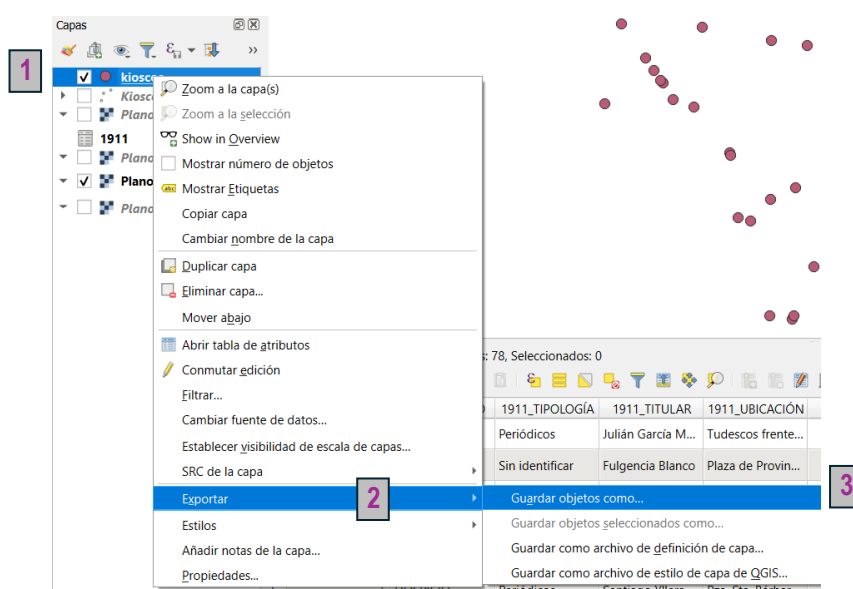 Capas
»
1
kioscos
Kiosc
Plano
1911
Plano
Plano
Plano
Zoom a la capa(s)
Zoom a la selección
Show in Overview
Mostrar número de objetos
abc Mostrar Etiquetas
Copiar capa
Cambiar nombre de la capa
Duplicar capa
Eliminar capa...
Mover abajo
Abrir tabla de atributos
Conmutar edición
Filtrar...
Cambiar fuente de datos...
Establecer visibilidad de escala de capas...
SRC de la capa
Exportar
2
Estilos
Añadir notas de la capa...
Propiedades...
s: 78, Seleccionados: 0
1911_TIPOLOGÍA 1911_TITULAR 1911_UBICACIÓN
Periódicos Julián García M... Tudescos frente...
Sin identificar Fulgencia Blanco Plaza de Provin...
Guardar objetos como...
3
Guardar objetos seleccionados como...
Guardar como archivo de definición de capa...
Guardar como archivo de estilo de capa de QGIS...